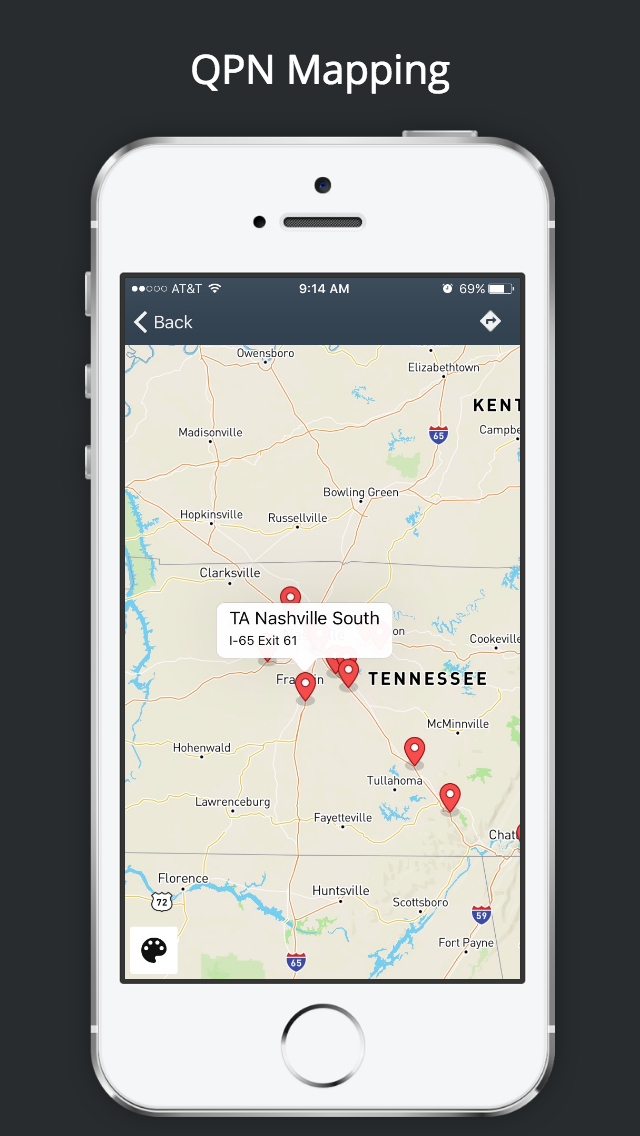 QPN Mapping
AT&T
9:14 AM
69%
Back
Owensboro
Elizabethtown
KENT
65
Campbe
Madisonville
Bowling Green
Hopkinsville
Russellville
Clarksville
TA Nashville South
I-65 Exit 61
on
Cookeville
TENNESSEE
McMinnville
Hohenwald
Tullahoma
Lawrenceburg
Fayetteville
Chat
Florence
72
Huntsville
Scottsboro
59
Fort Payne
65